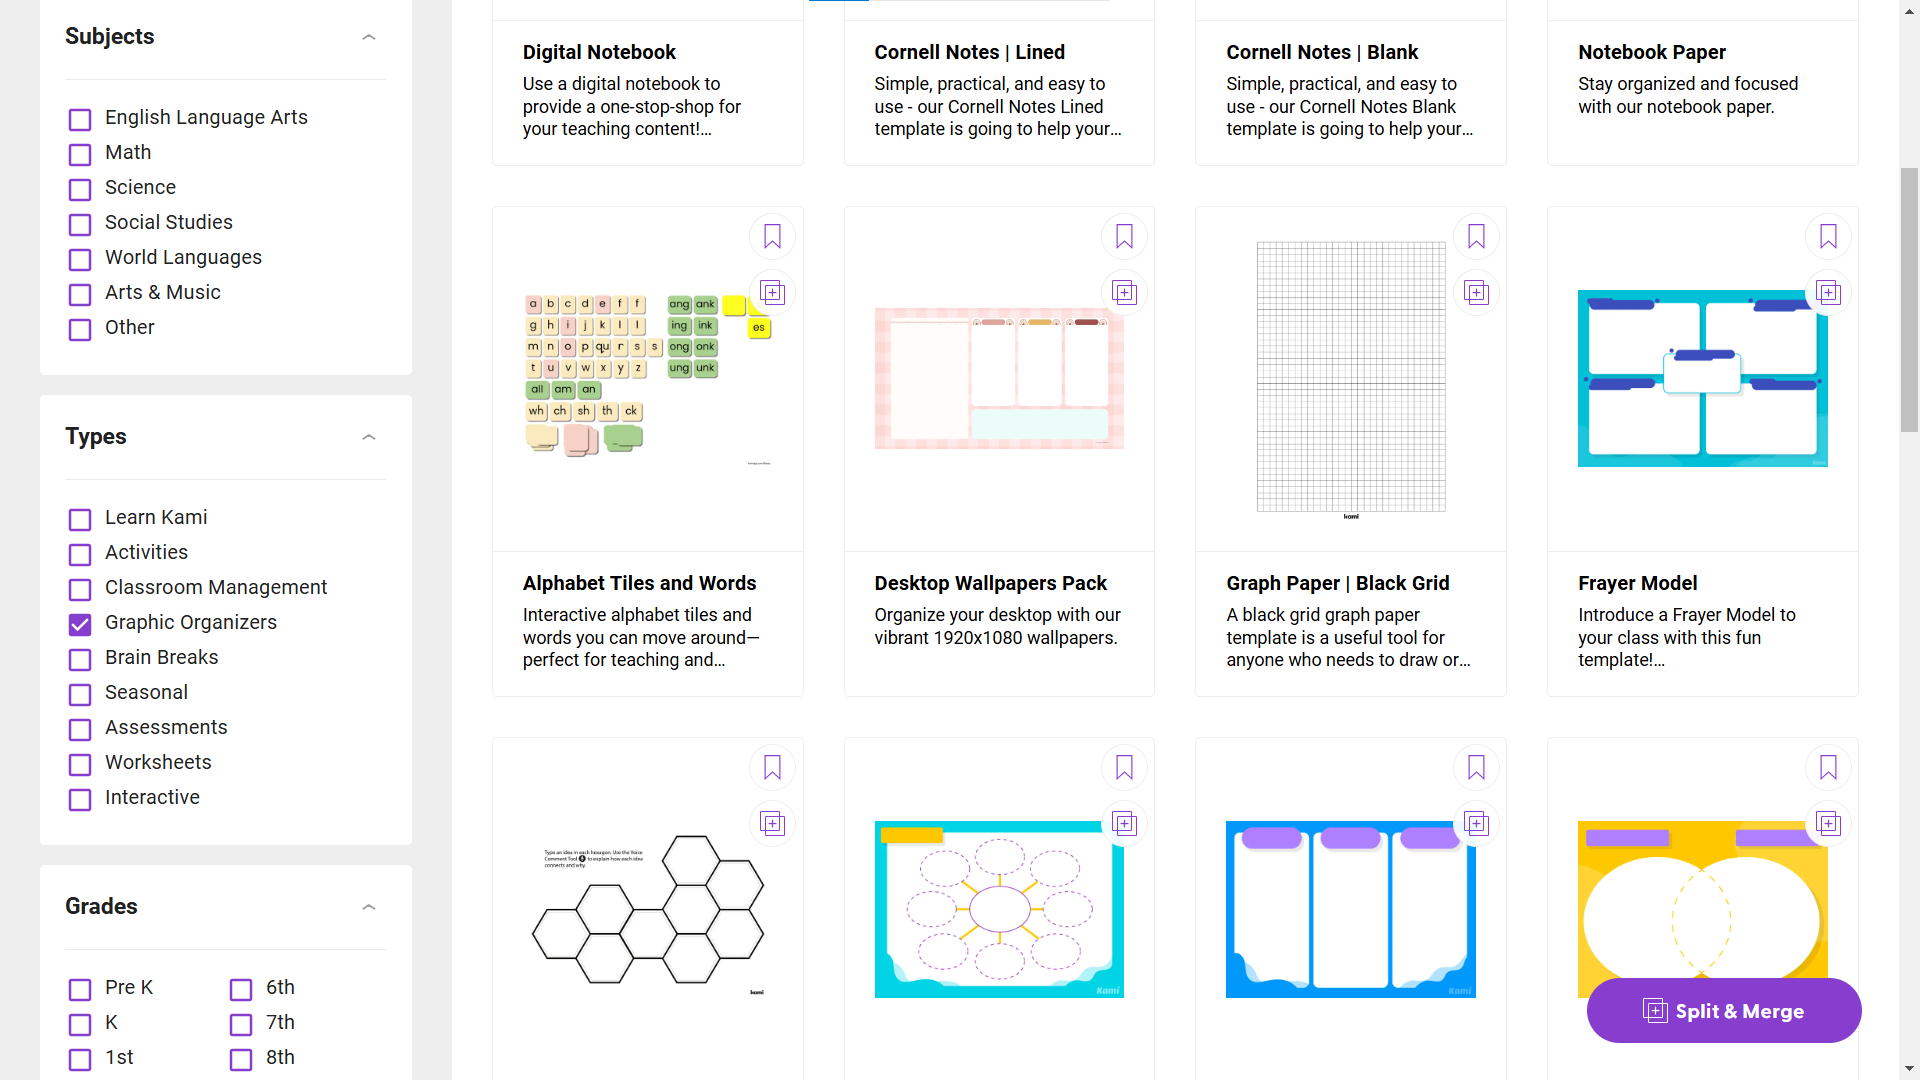 Subjects
English Language Arts
Math
Science
Social Studies
World Languages
Arts & Music
Other
Types
Learn Kami
Activities
Classroom Management
Graphic Organizers
Brain Breaks
Seasonal
Assessments
Worksheets
Interactive
Grades
Pre K
6th
K
7th
1st
8th
Digital Notebook
Use a digital notebook to
provide a one-stop-shop for
your teaching content!...
Cornell Notes | Lined
Simple, practical, and easy to
use - our Cornell Notes Lined
template is going to help your...
Cornell Notes | Blank
Simple, practical, and easy to
use - our Cornell Notes Blank
template is going to help your...
Notebook Paper
Stay organized and focused
with our notebook paper.
a b c d e f f
g h i j k l l
m n o p qu r s s
t u v w x y z
all am an
wh ch sh th ck
ang ank
ing ink
ong onk
ung unk
es
kami
Kami
Alphabet Tiles and Words
Interactive alphabet tiles and
words you can move around—
perfect for teaching and...
Desktop Wallpapers Pack
Organize your desktop with our
vibrant 1920x1080 wallpapers.
Graph Paper | Black Grid
A black grid graph paper
template is a useful tool for
anyone who needs to draw or...
Frayer Model
Introduce a Frayer Model to
your class with this fun
template!...
Type an idea in each hexagon. Use the Voice
Comment Tool to explain how each idea
connects and why.
kami
Kami
Kami
Split & Merge